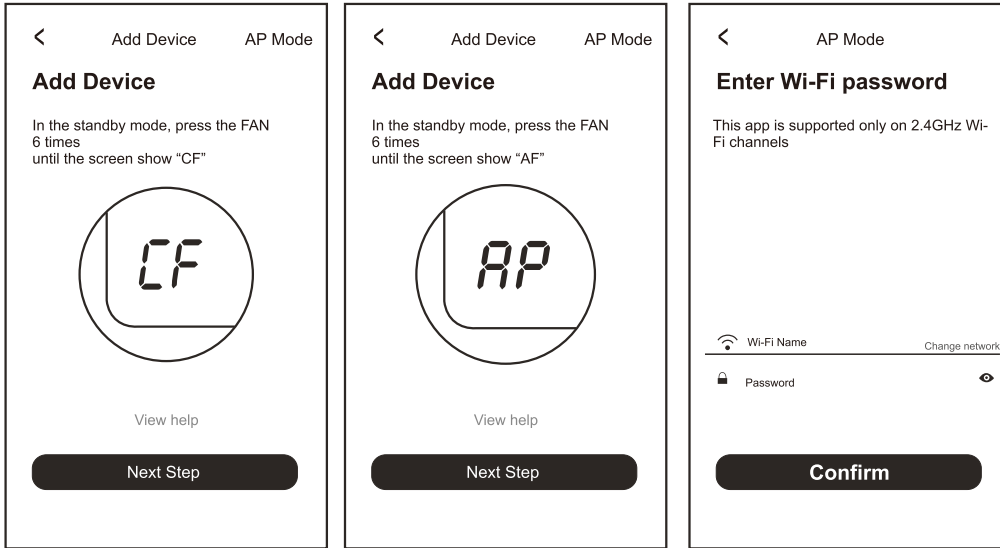 Add Device AP Mode
Add Device
In the standby mode, press the FAN
6 times
until the screen show “CF”
CF
View help
Next Step
Add Device AP Mode
Add Device
In the standby mode, press the FAN
6 times
until the screen show “AF”
AP
View help
Next Step
AP Mode
Enter Wi-Fi password
This app is supported only on 2.4GHz Wi-
Fi channels
Wi-Fi Name Change network
Password
Confirm